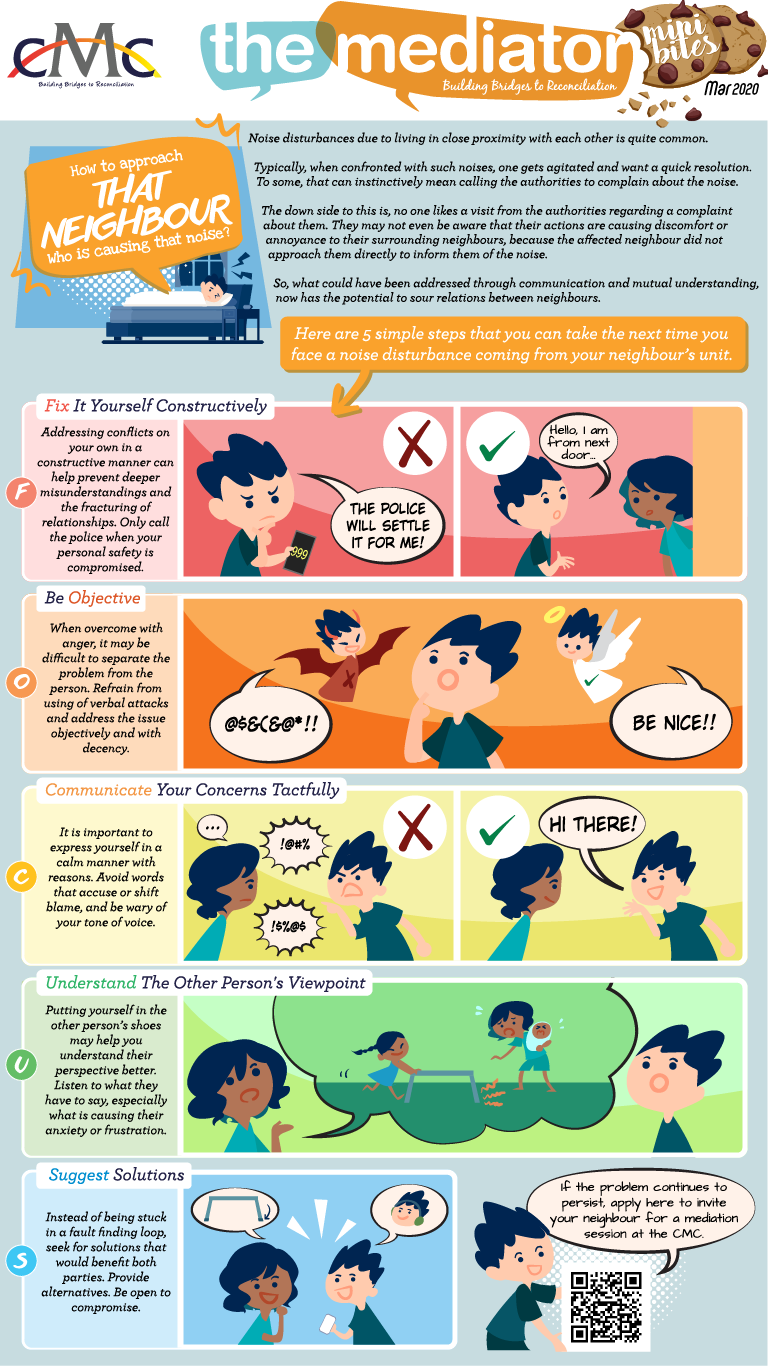 CMC
Building Bridges to Reconciliation
the mediator
Building Bridges to Reconciliation
mini
bites
Mar 2020
How to approach
THAT
NEIGHBOUR
Who is causing that noise?
Noise disturbances due to living in close proximity with each other is quite common.
Typically, when confronted with such noises, one gets agitated and want a quick resolution.
To some, that can instinctively mean calling the authorities to complain about the noise.
The down side to this is, no one likes a visit from the authorities regarding a complaint
about them. They may not even be aware that their actions are causing discomfort or
annoyance to their surrounding neighbours, because the affected neighbour did not
approach them directly to inform them of the noise.
So, what could have been addressed through communication and mutual understanding,
now has the potential to sour relations between neighbours.
Here are 5 simple steps that you can take the next time you
face a noise disturbance coming from your neighbour's unit.
Fix It Yourself Constructively
F
Addressing conflicts on
your own in a
constructive manner can
help prevent deeper
misunderstandings and
the fracturing of
relationships. Only call
the police when your
personal safety is
compromised.
999
THE POLICE
WILL SETTLE
IT FOR ME!
Hello, I am
from next
door...
Be Objective
O
When overcome with
anger, it may be
difficult to separate the
problem from the
person. Refrain from
using of verbal attacks
and address the issue
objectively and with
decency.
@$&(&@*!!
BE NICE!!
Communicate Your Concerns Tactfully
C
It is important to
express yourself in a
calm manner with
reasons. Avoid words
that accuse or shift
blame, and be wary of
your tone of voice.
...
!@#%
!$%@$
HI THERE!
Understand The Other Person's Viewpoint
U
Putting yourself in the
other person's shoes
may help you
understand their
perspective better.
Listen to what they
have to say, especially
what is causing their
anxiety or frustration.
Suggest Solutions
S
Instead of being stuck
in a fault finding loop,
seek for solutions that
would benefit both
parties. Provide
alternatives. Be open to
compromise.
If the problem continues to
persist, apply here to invite
your neighbour for a mediation
session at the CMC.